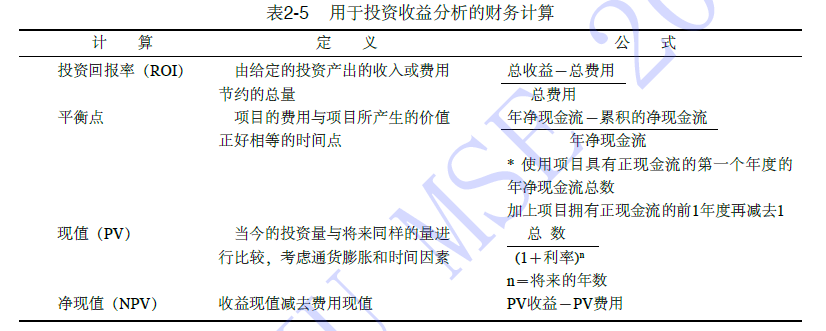 表2-5 用于投资收益分析的财务计算
计 算 定 义 公 式
投资回报率（ROI） 由给定的投资产出的收入或费用 总收益－总费用
节约的总量 总费用
平衡点 项目的费用与项目所产生的价值 年净现金流－累积的净现金流
正好相等的时间点 年净现金流
* 使用项目具有正现金流的第一个年度的
年净现金流总数
加上项目拥有正现金流的前1年度再减去1
现值（PV） 当今的投资量与将来同样的量进 总 数
行比较，考虑通货膨胀和时间因素 (1＋利率)ⁿ
n＝将来的年数
净现值（NPV） 收益现值减去费用现值 PV收益－PV费用
MSE 20